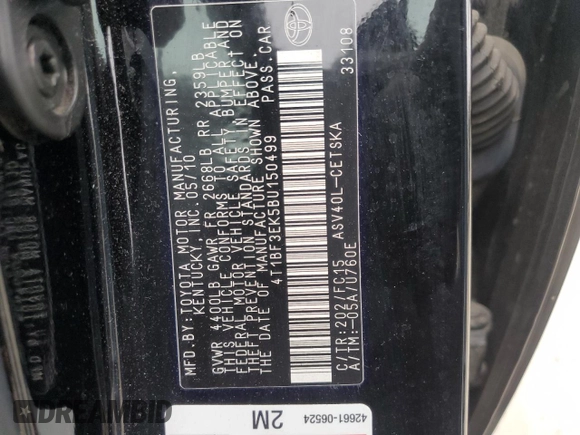 MFD.BY:TOYOTA MOTOR MANUFACTURING,
KENTUCKY, INC. 05/10
GVWR 4400LB GAWR FR 2668LB RR 2359LB
THIS VEHICLE CONFORMS TO ALL APPLICABLE
FEDERAL MOTOR VEHICLE SAFETY, BUMPER AND
THEFT PREVENTION STANDARDS IN EFFECT ON
THE DATE OF MANUFACTURE SHOWN ABOVE.
4T1BF3EK5BU150499 PASS.CAR
C/TR:202/FC15 ASV40L-CETSKA
A/TM:-05A/U760E
33108
TOYOTA
42661-06524
2M
DREAMBID